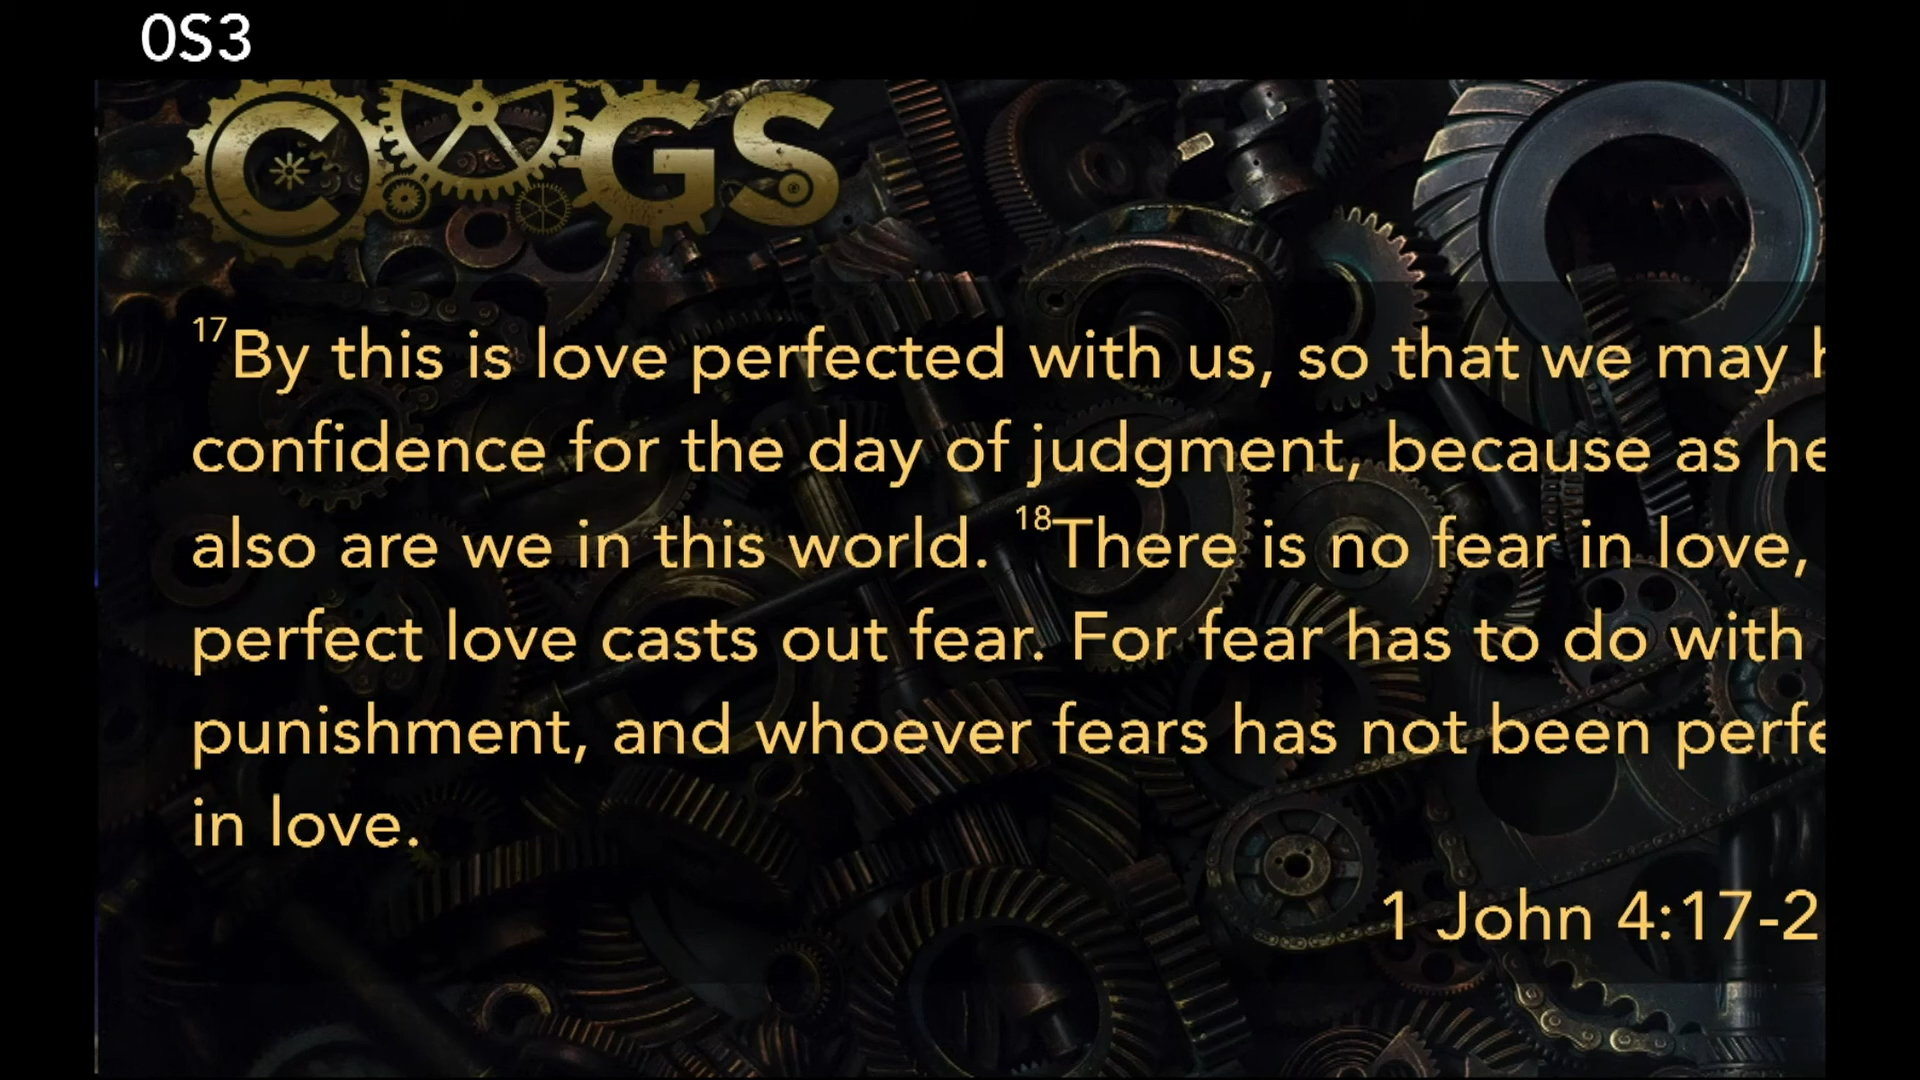 0S3
COGS
17By this is love perfected with us, so that we may
confidence for the day of judgment, because as he
also are we in this world. 18There is no fear in love,
perfect love casts out fear. For fear has to do with
punishment, and whoever fears has not been perfe
in love.
1 John 4:17-2